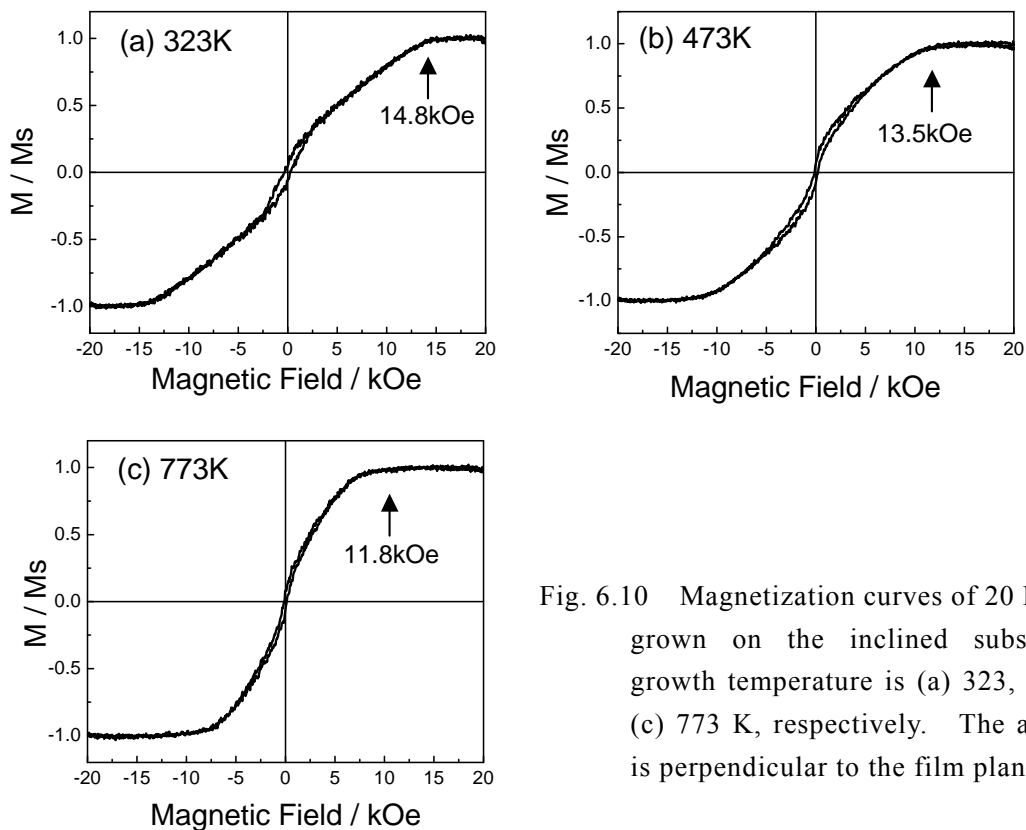 (a) 323K
1.0
0.5
0.0
-0.5
-1.0
14.8kOe
M / Ms
-20 -15 -10 -5 0 5 10 15 20
Magnetic Field / kOe
(b) 473K
1.0
0.5
0.0
-0.5
-1.0
13.5kOe
M / Ms
-20 -15 -10 -5 0 5 10 15 20
Magnetic Field / kOe
(c) 773K
1.0
0.5
0.0
-0.5
-1.0
11.8kOe
M / Ms
-20 -15 -10 -5 0 5 10 15 20
Magnetic Field / kOe
Fig. 6.10 Magnetization curves of 20
grown on the inclined subs
growth temperature is (a) 323,
(c) 773 K, respectively. The a
is perpendicular to the film plan